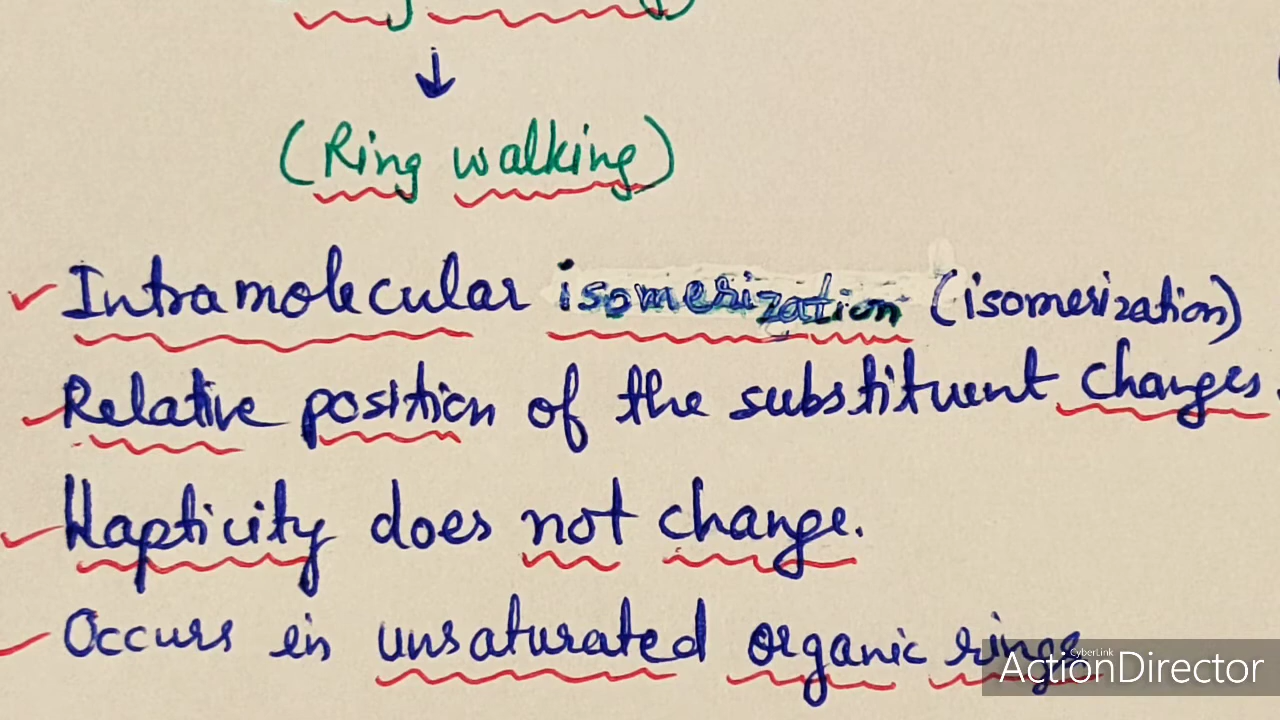 (Ring walking)
Intramolecular isomerization (isomerization)
Relative position of the substituent changes.
Hapticity does not change.
Occurs in unsaturated organic rings
CyberLink
ActionDirector